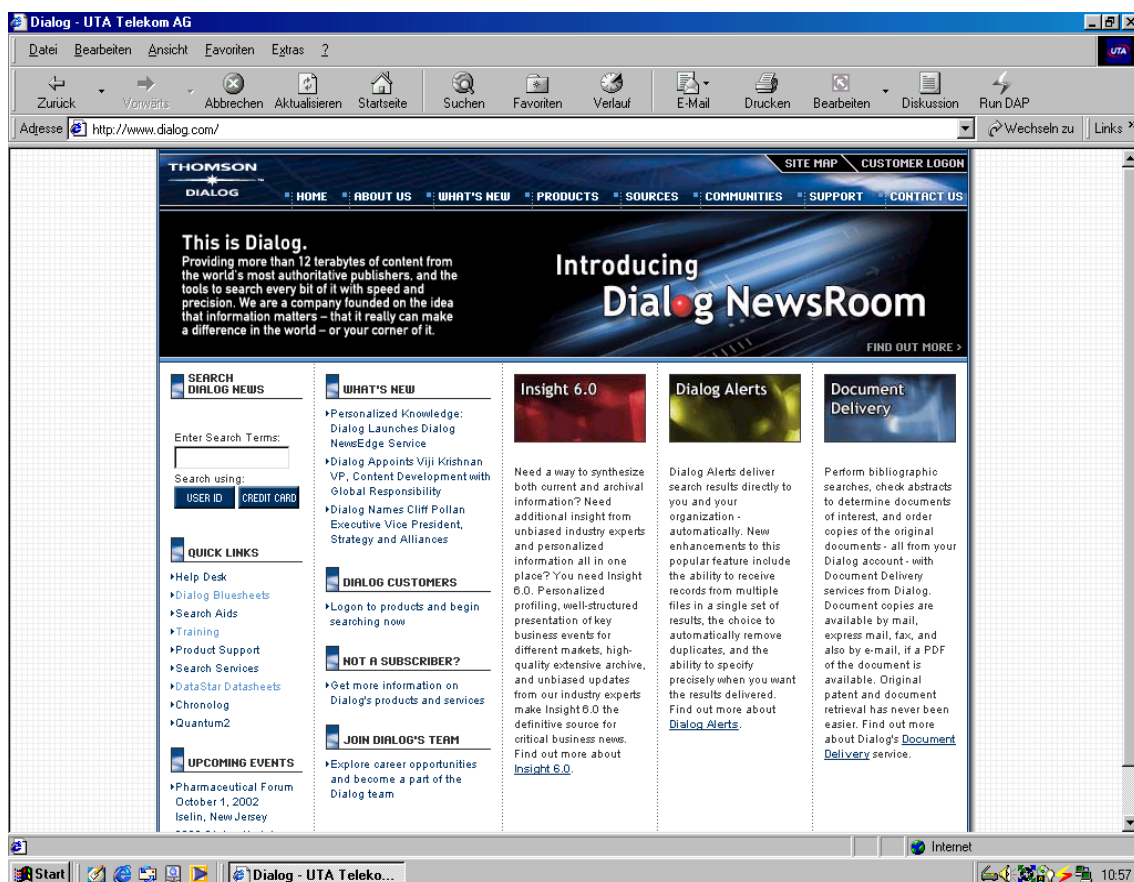 Dialog - UTA Telekom AG
Datei Bearbeiten Ansicht Favoriten Extras ?
UTA
Zurück Vorwärts Abbrechen Aktualisieren Startseite Suchen Favoriten Verlauf E-Mail Drucken Bearbeiten Diskussion Run DAP
Adresse http://www.dialog.com/ Wechseln zu Links
THOMSON
DIALOG
SITE MAP CUSTOMER LOGON
HOME ABOUT US WHAT'S NEW PRODUCTS SOURCES COMMUNITIES SUPPORT CONTACT US
This is Dialog.
Providing more than 12 terabytes of content from
the world's most authoritative publishers, and the
tools to search every bit of it with speed and
precision. We are a company founded on the idea
that information matters – that it really can make
a difference in the world – or your corner of it.
Introducing
Dialog NewsRoom
FIND OUT MORE >
SEARCH
DIALOG NEWS
Enter Search Terms:
Search using:
USER ID CREDIT CARD
QUICK LINKS
Help Desk
Dialog Bluesheets
Search Aids
Training
Product Support
Search Services
DataStar Datasheets
Chronolog
Quantum2
UPCOMING EVENTS
Pharmaceutical Forum
October 1, 2002
Iselin, New Jersey
WHAT'S NEW
Personalized Knowledge:
Dialog Launches Dialog
NewsEdge Service
Dialog Appoints Viji Krishnan
VP, Content Development with
Global Responsibility
Dialog Names Cliff Pollan
Executive Vice President,
Strategy and Alliances
DIALOG CUSTOMERS
Logon to products and begin
searching now
NOT A SUBSCRIBER?
Get more information on
Dialog's products and services
JOIN DIALOG'S TEAM
Explore career opportunities
and become a part of the
Dialog team
Insight 6.0
Need a way to synthesize
both current and archival
information? Need
additional insight from
unbiased industry experts
and personalized
information all in one
place? You need Insight
6.0. Personalized
profiling, well-structured
presentation of key
business events for
different markets, high-
quality extensive archive,
and unbiased updates
from our industry experts
make Insight 6.0 the
definitive source for
critical business news.
Find out more about
Insight 6.0.
Dialog Alerts
Dialog Alerts deliver
search results directly to
you and your
organization -
automatically. New
enhancements to this
popular feature include
the ability to receive
records from multiple
files in a single set of
results, the choice to
automatically remove
duplicates, and the
ability to specify
precisely when you want
the results delivered.
Find out more about
Dialog Alerts.
Document
Delivery
Perform bibliographic
searches, check abstracts
to determine documents
of interest, and order
copies of the original
documents - all from your
Dialog account - with
Document Delivery
services from Dialog.
Document copies are
available by mail,
express mail, fax, and
also by e-mail, if a PDF
of the document is
available. Original
patent and document
retrieval has never been
easier. Find out more
about Dialog's Document
Delivery service.
Internet
Start Dialog - UTA Teleko... 10:57